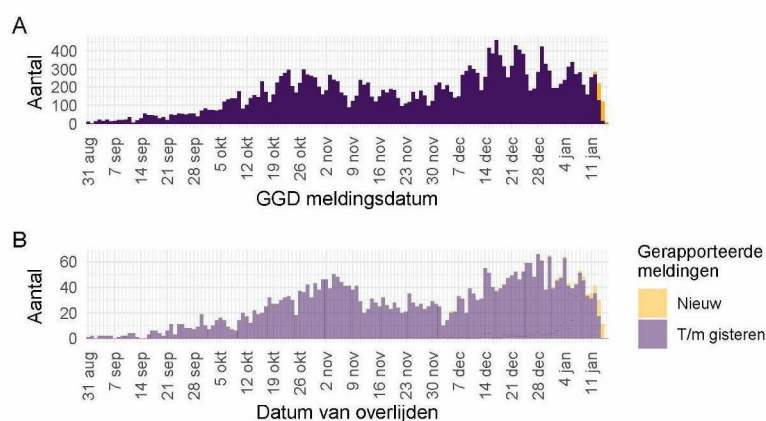 A
400
300
200
100
0
Aantal
31 aug
7 sep
14 sep
21 sep
28 sep
5 okt
12 okt
19 okt
26 okt
2 nov
9 nov
16 nov
23 nov
30 nov
7 dec
14 dec
21 dec
28 dec
4 jan
11 jan
GGD meldingsdatum
B
60
40
20
0
Aantal
31 aug
7 sep
14 sep
21 sep
28 sep
5 okt
12 okt
19 okt
26 okt
2 nov
9 nov
16 nov
23 nov
30 nov
7 dec
14 dec
21 dec
28 dec
4 jan
11 jan
Datum van overlijden
Gerapporteerde
meldingen
Nieuw
T/m gisteren